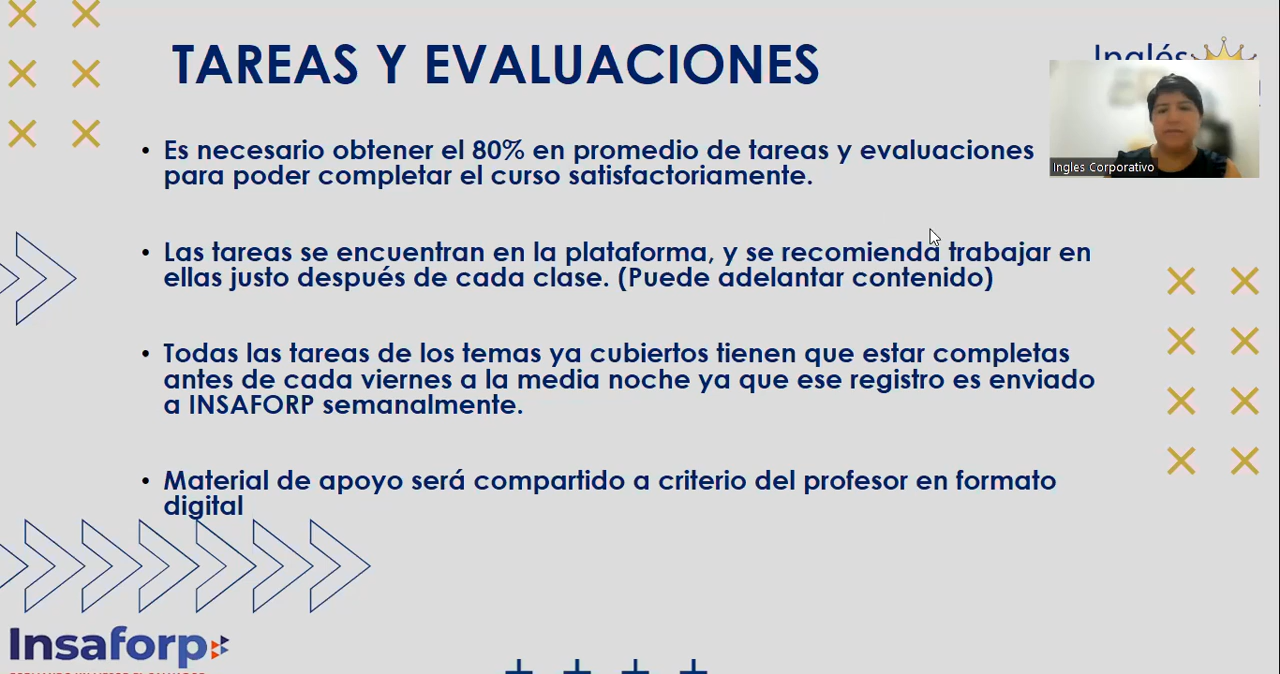 TAREAS Y EVALUACIONES
Inglés
Ingles Corporativo
• Es necesario obtener el 80% en promedio de tareas y evaluaciones
para poder completar el curso satisfactoriamente.
• Las tareas se encuentran en la plataforma, y se recomienda trabajar en
ellas justo después de cada clase. (Puede adelantar contenido)
• Todas las tareas de los temas ya cubiertos tienen que estar completas
antes de cada viernes a la media noche ya que ese registro es enviado
a INSAFORP semanalmente.
• Material de apoyo será compartido a criterio del profesor en formato
digital
Insaforp